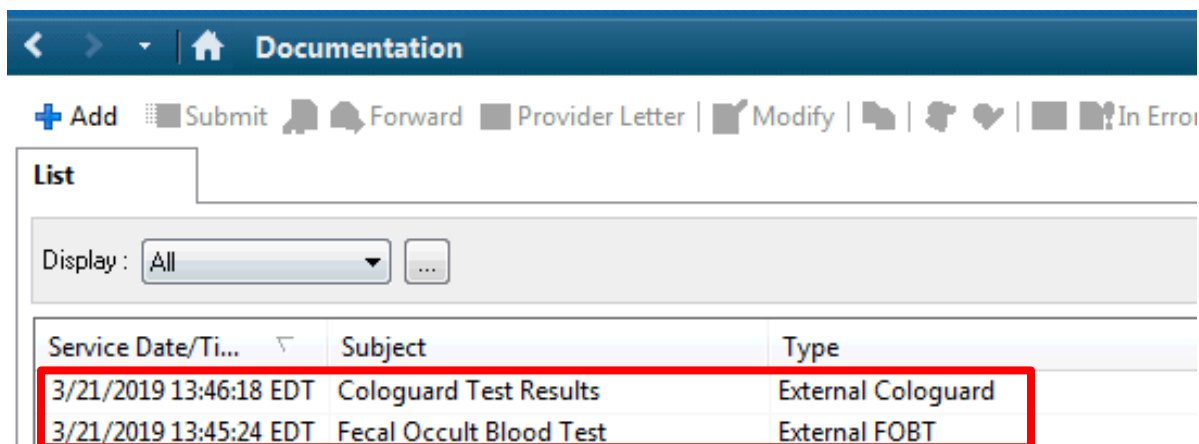 Documentation
Add Submit Forward Provider Letter | Modify | | | In Error
List
Display : All ...
Service Date/Ti... Subject Type
3/21/2019 13:46:18 EDT Cologuard Test Results External Cologuard
3/21/2019 13:45:24 EDT Fecal Occult Blood Test External FOBT